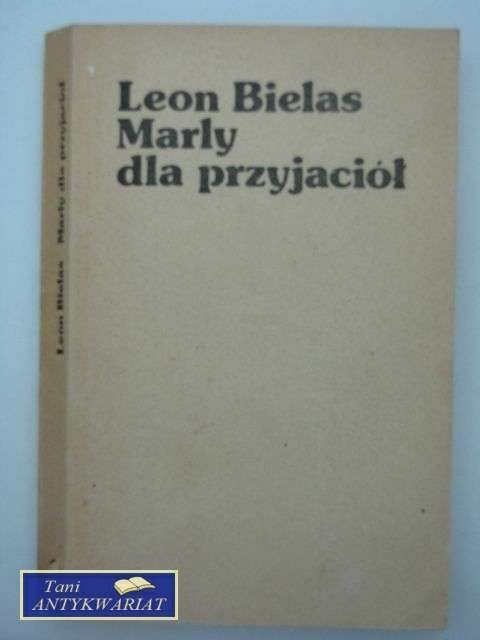 Leon Bielas
Marly
dla przyjaciół
Leon Bielas Marly dla przyjaciół
Tani
ANTYKWARIAT